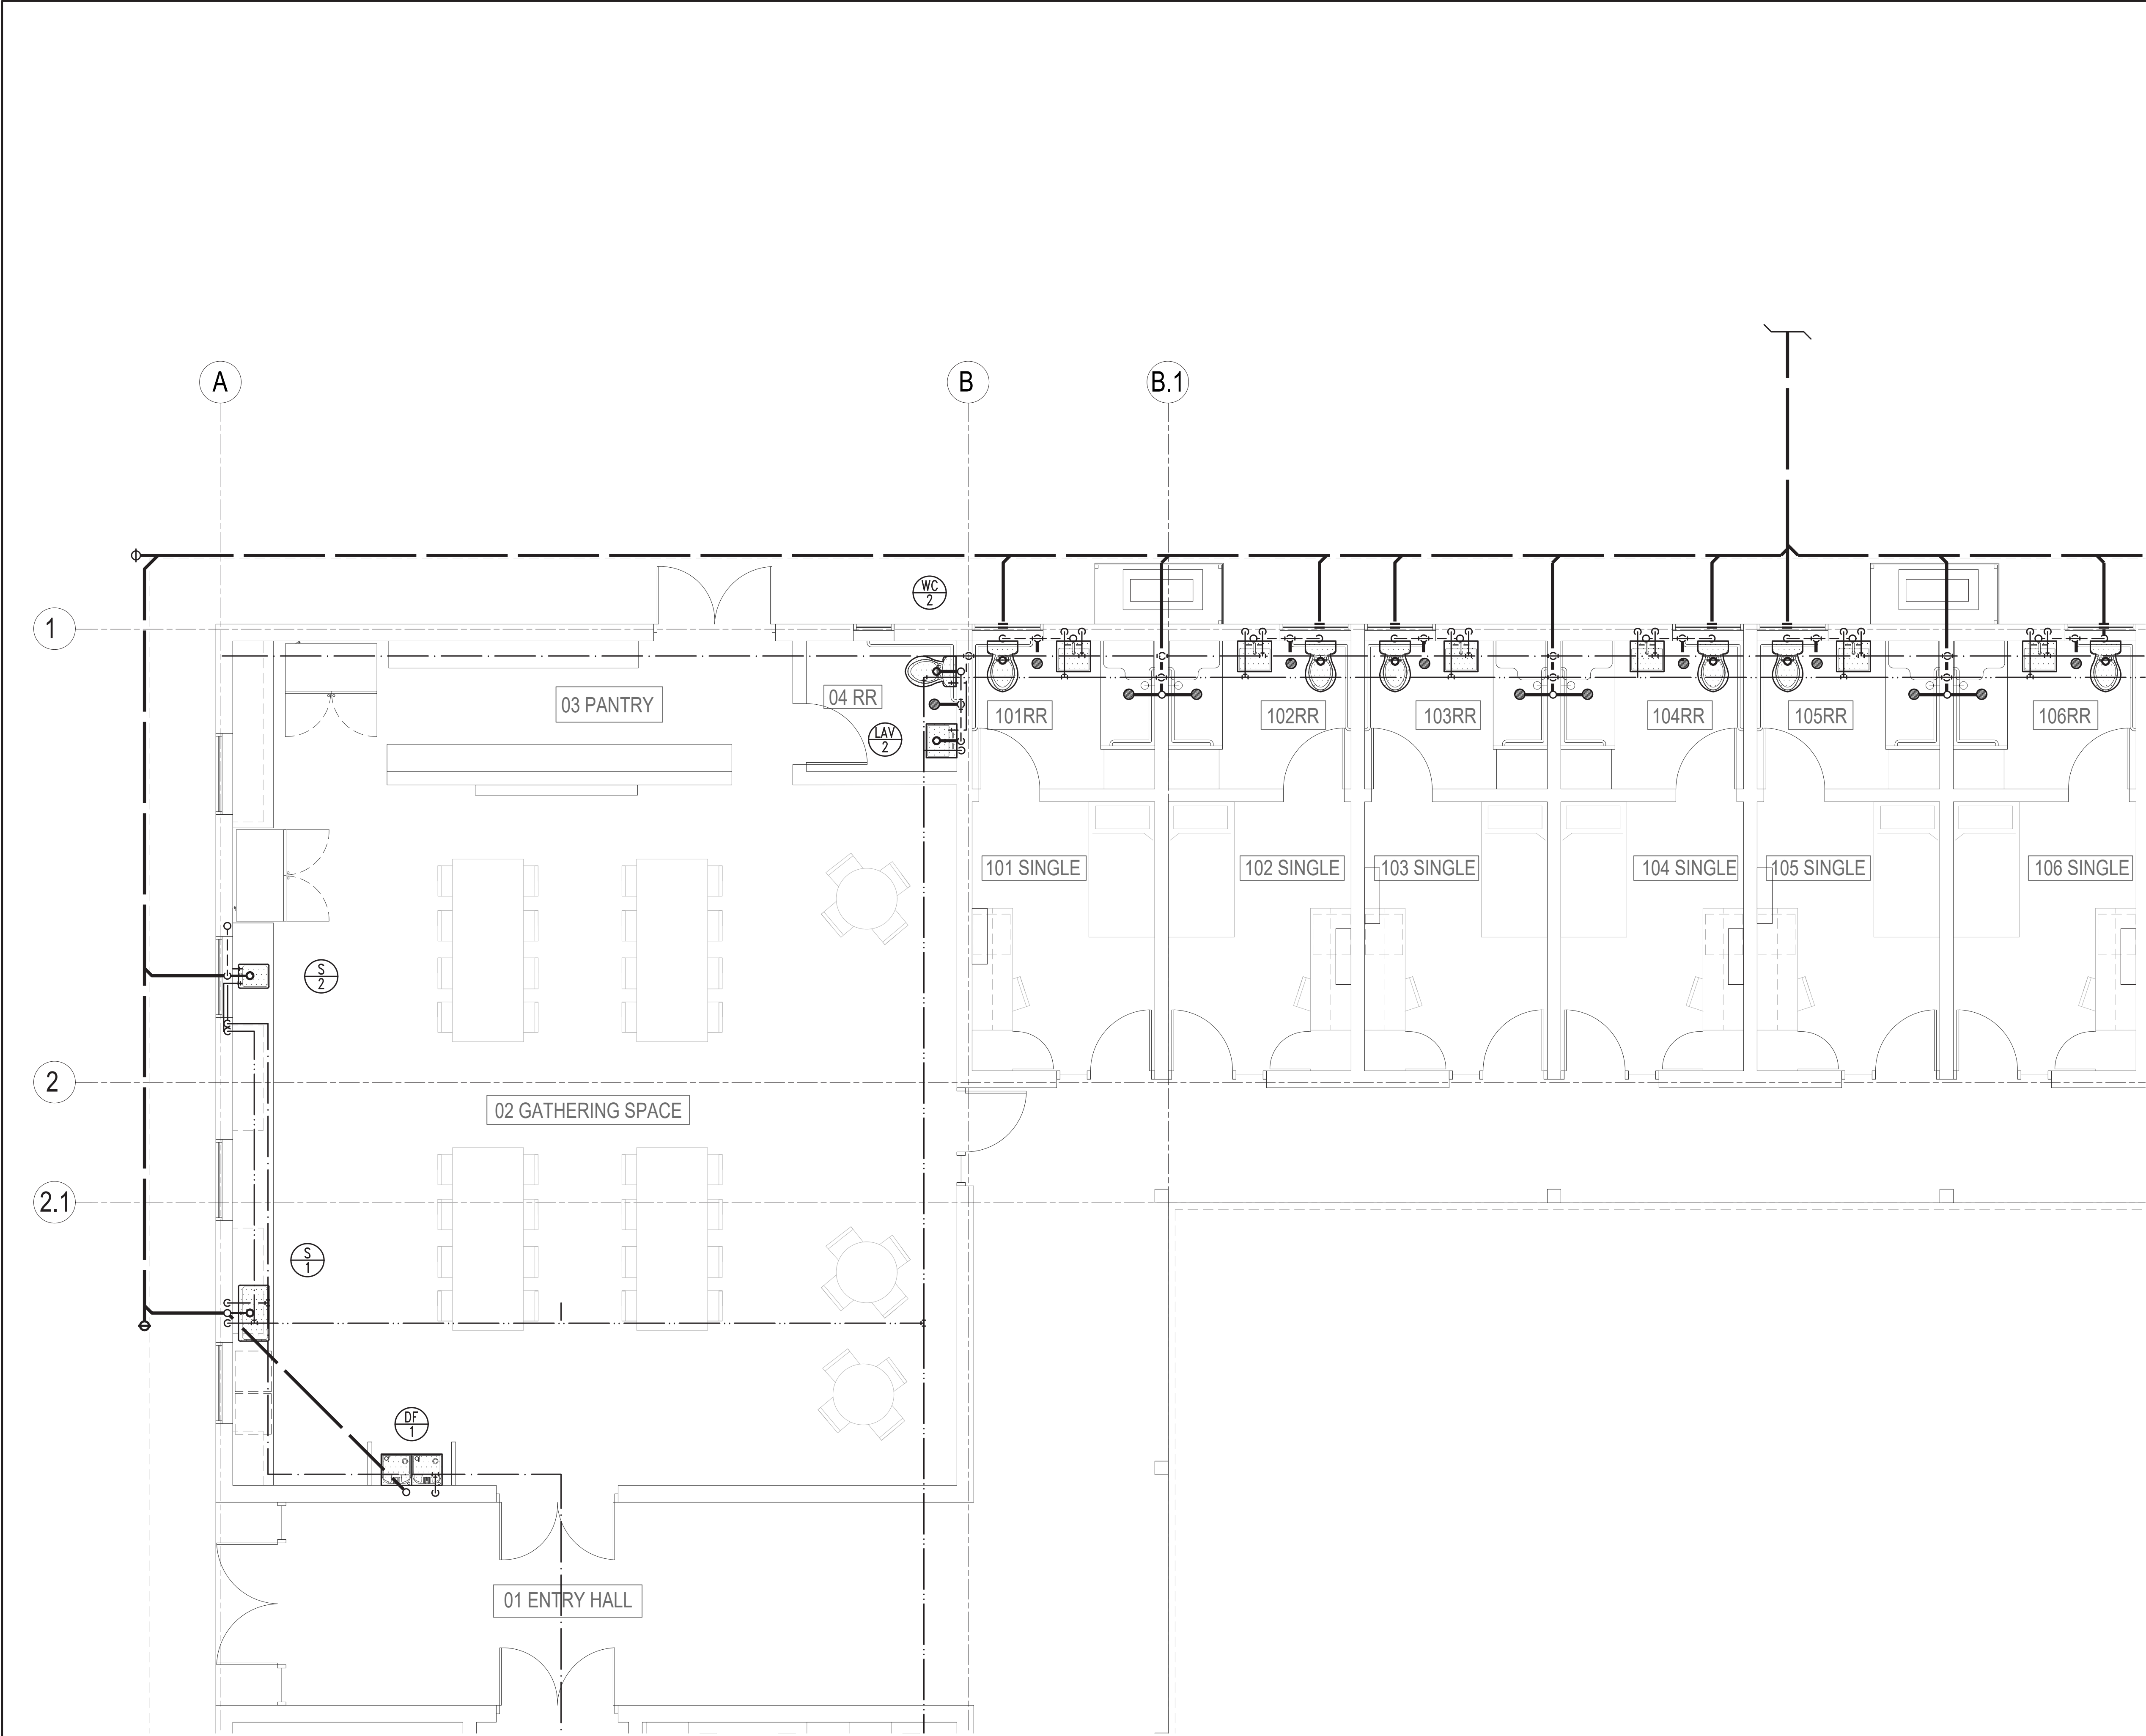 A
B
B.1
WC
2
1
03 PANTRY
04 RR
LAV
2
101RR
102RR
103RR
104RR
105RR
106RR
101 SINGLE
102 SINGLE
103 SINGLE
104 SINGLE
105 SINGLE
106 SINGLE
S
2
2
02 GATHERING SPACE
2.1
S
1
DF
1
01 ENTRY HALL